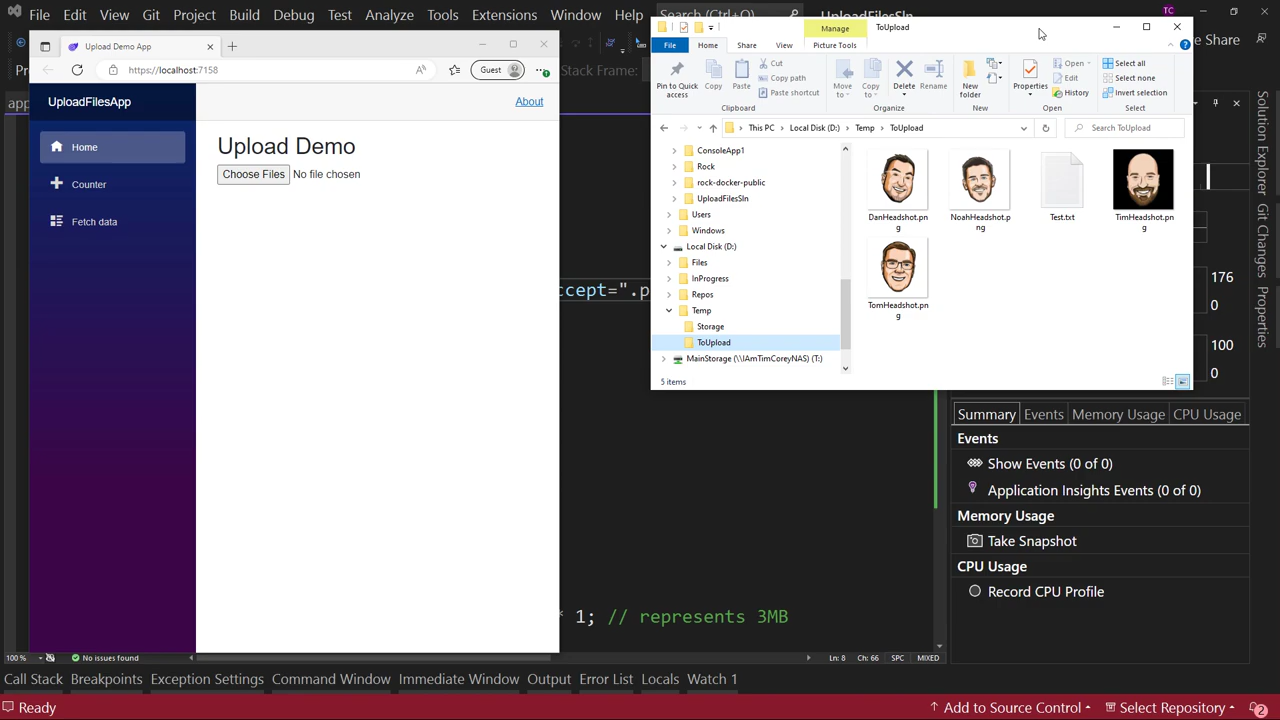 File Edit View Git Project Build Debug Test Analyze Tools Extensions Window Help Search (Ctrl+Q) UploadFilesSln
TC
Upload Demo App
https://localhost:7158
Guest
UploadFilesApp
About
Home
Counter
Fetch data
Upload Demo
Choose Files No file chosen
Stack Frame:
Manage
ToUpload
File Home Share View Picture Tools
Pin to Quick access
Copy
Paste
Cut
Copy path
Paste shortcut
Clipboard
Move to
Copy to
Delete
Rename
Organize
New folder
New
Properties
Open
Edit
History
Open
Select all
Select none
Invert selection
Select
This PC > Local Disk (D:) > Temp > ToUpload
Search ToUpload
ConsoleApp1
Rock
rock-docker-public
UploadFilesSln
Users
Windows
Local Disk (D:)
Files
InProgress
Repos
Temp
Storage
ToUpload
MainStorage (\\IAmTimCoreyNAS) (T:)
DanHeadshot.png
NoahHeadshot.png
Test.txt
TimHeadshot.png
TomHeadshot.png
5 items
Share
Solution Explorer
Git Changes
Properties
ccept=".p
176
0
100
0
Summary Events Memory Usage CPU Usage
Events
Show Events (0 of 0)
Application Insights Events (0 of 0)
Memory Usage
Take Snapshot
CPU Usage
Record CPU Profile
* 1; // represents 3MB
100 %
No issues found
Ln: 8 Ch: 66 SPC MIXED
Call Stack Breakpoints Exception Settings Command Window Immediate Window Output Error List Locals Watch 1
Ready
Add to Source Control
Select Repository
2